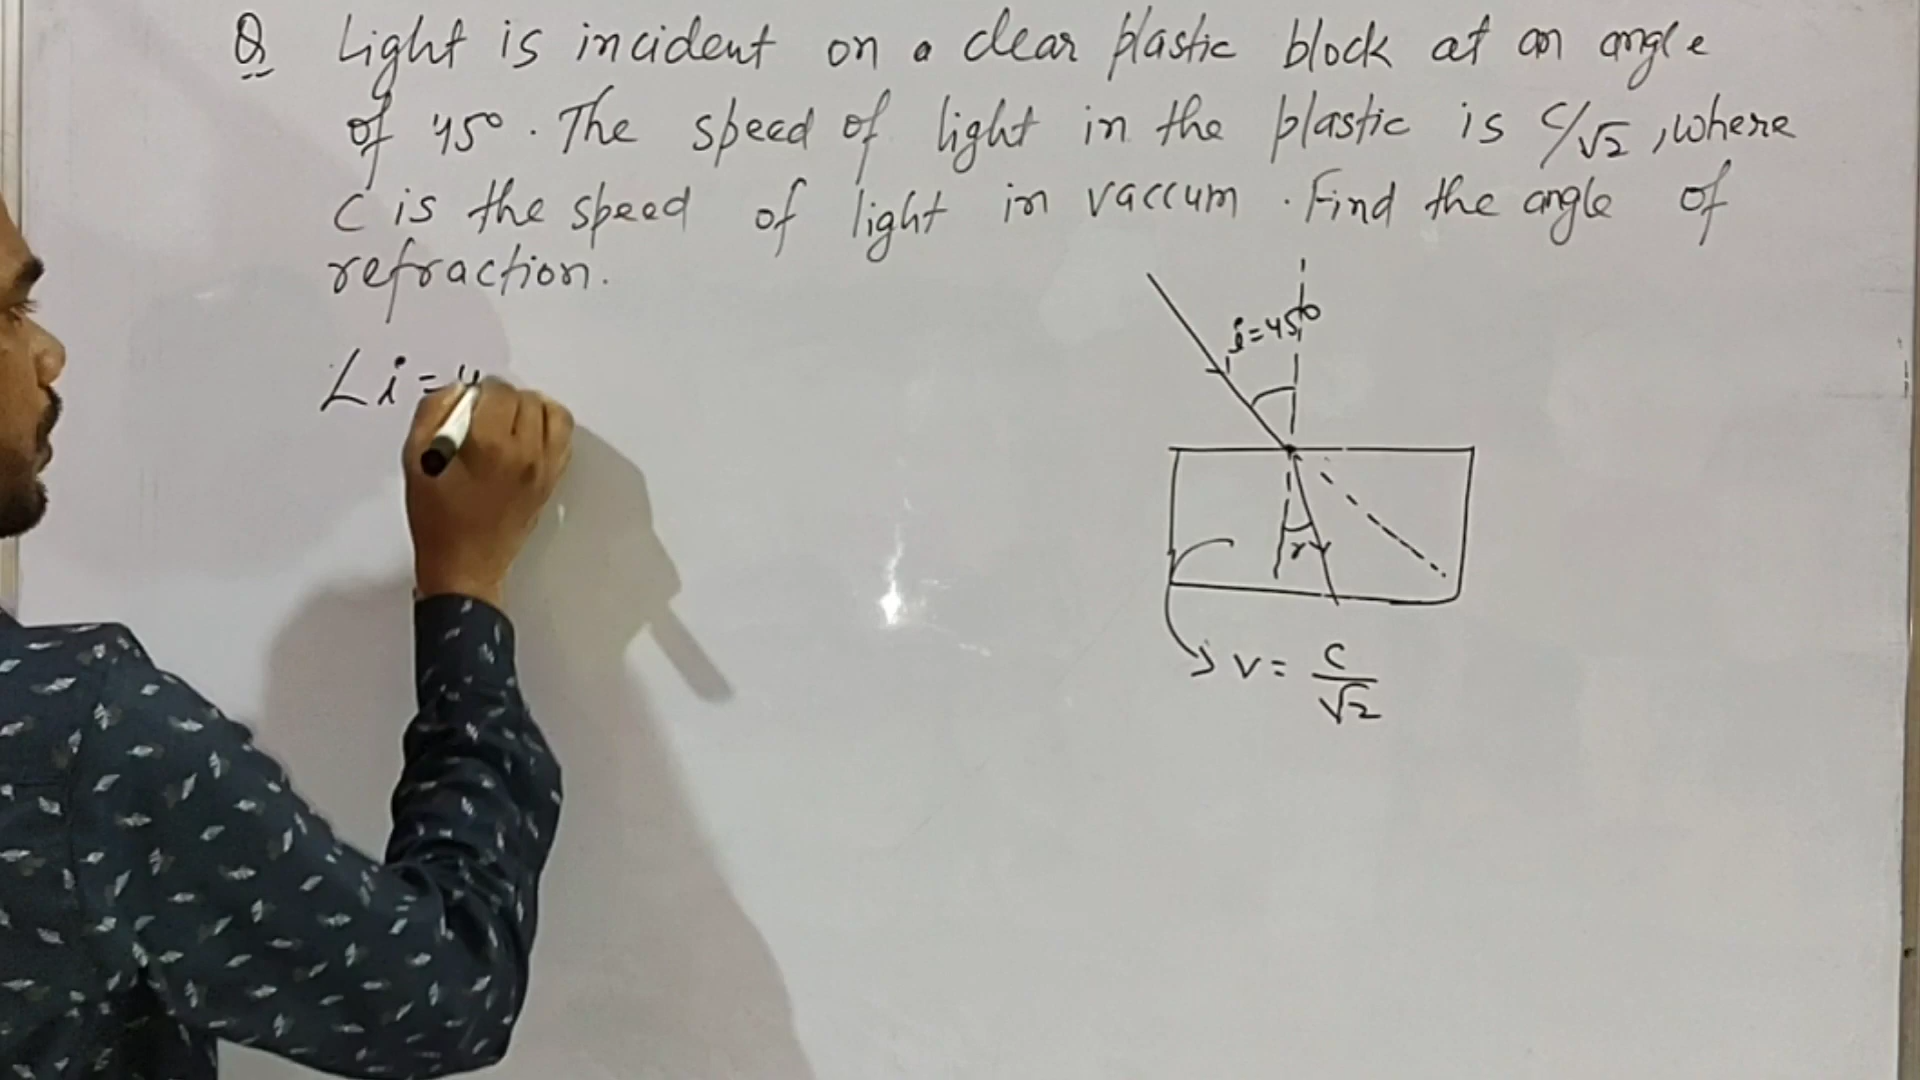 Q Light is incident on a clear plastic block at an angle
of 45°. The speed of light in the plastic is C/√2, where
C is the speed of light in vaccum. Find the angle of
refraction.
i=45°
∠i=4
r
v= C/√2